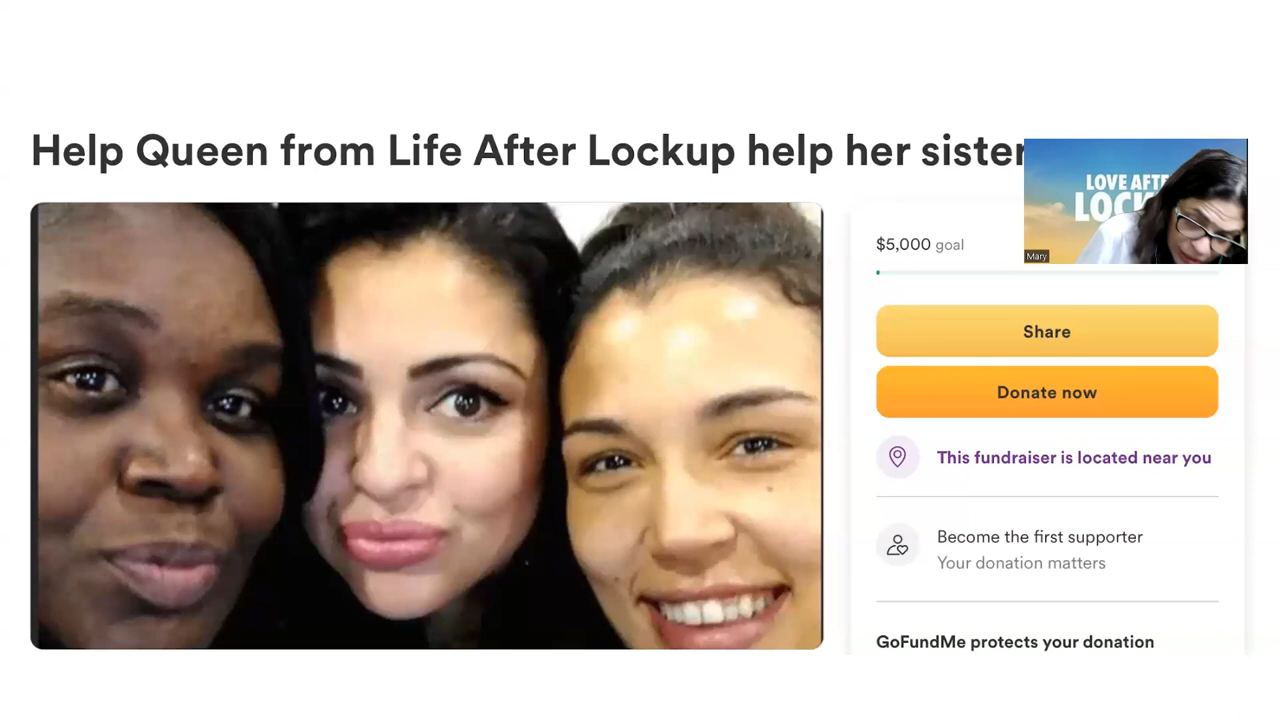 Help Queen from Life After Lockup help her sister
LOVE AFTE
LOCK
Mary
$5,000 goal
Share
Donate now
This fundraiser is located near you
Become the first supporter
Your donation matters
GoFundMe protects your donation